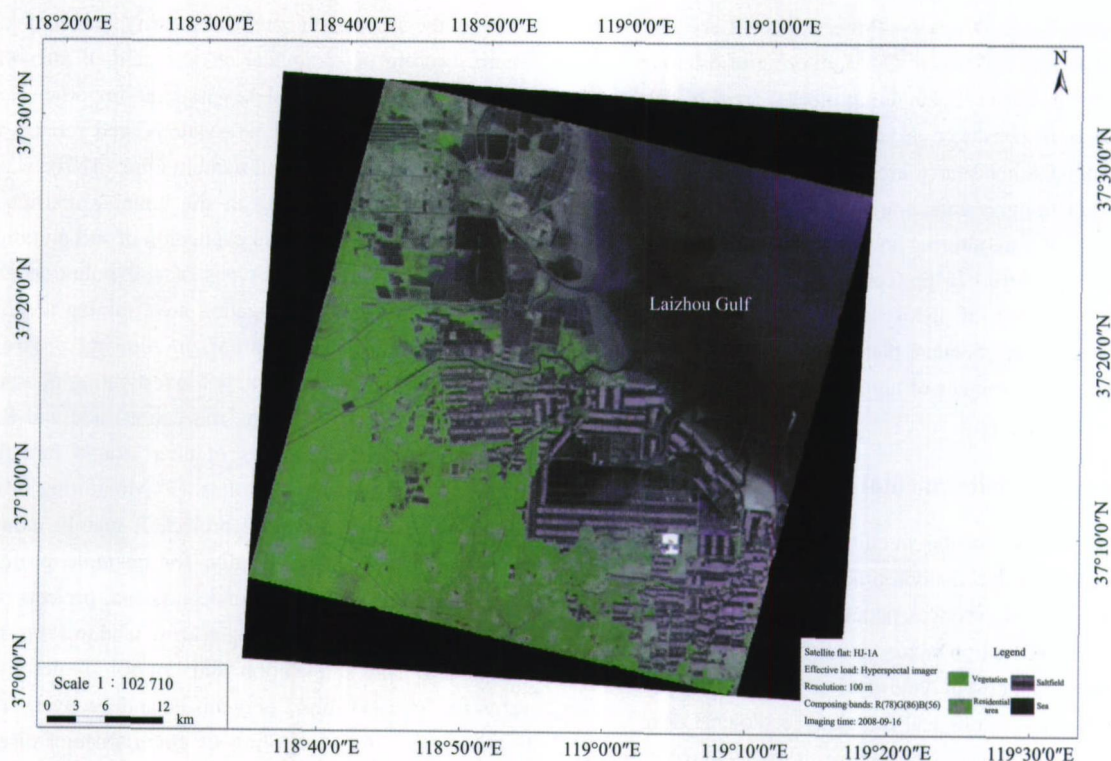 118°20′0″E 118°30′0″E 118°40′0″E 118°50′0″E 119°0′0″E 119°10′0″E
N
37°30′0″N
37°20′0″N
37°10′0″N
37°0′0″N
Laizhou Gulf
37°30′0″N
37°20′0″N
37°10′0″N
Scale 1 : 102 710
0 3 6 12
km
Satellite flat: HJ-1A
Effective load: Hyperspectal imager
Resolution: 100 m
Composing bands: R(78)G(86)B(56)
Imaging time: 2008-09-16
Legend
Vegetation
Saltfield
Residential area
Sea
118°40′0″E 118°50′0″E 119°0′0″E 119°10′0″E 119°20′0″E 119°30′0″E